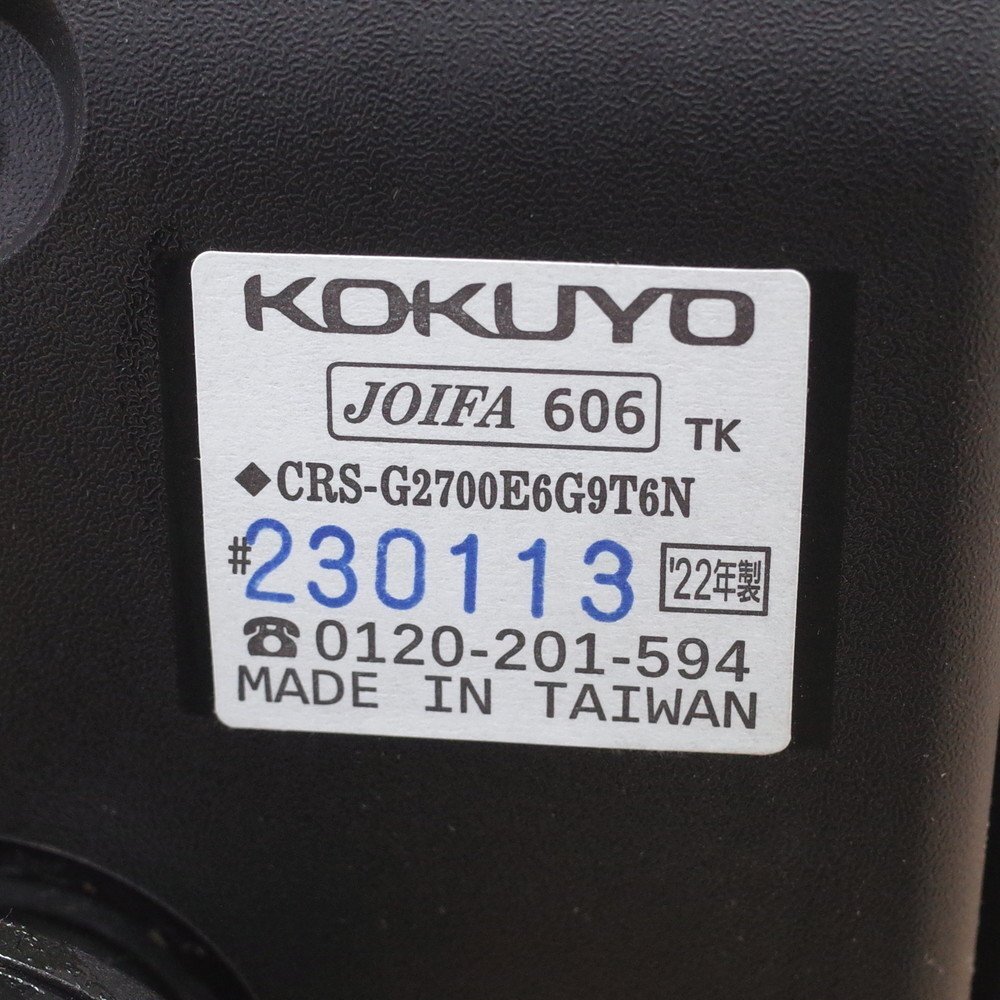 KOKUYO
JOIFA 606 TK
◆CRS-G2700E6G9T6N
#230113 '22年製
☎0120-201-594
MADE IN TAIWAN